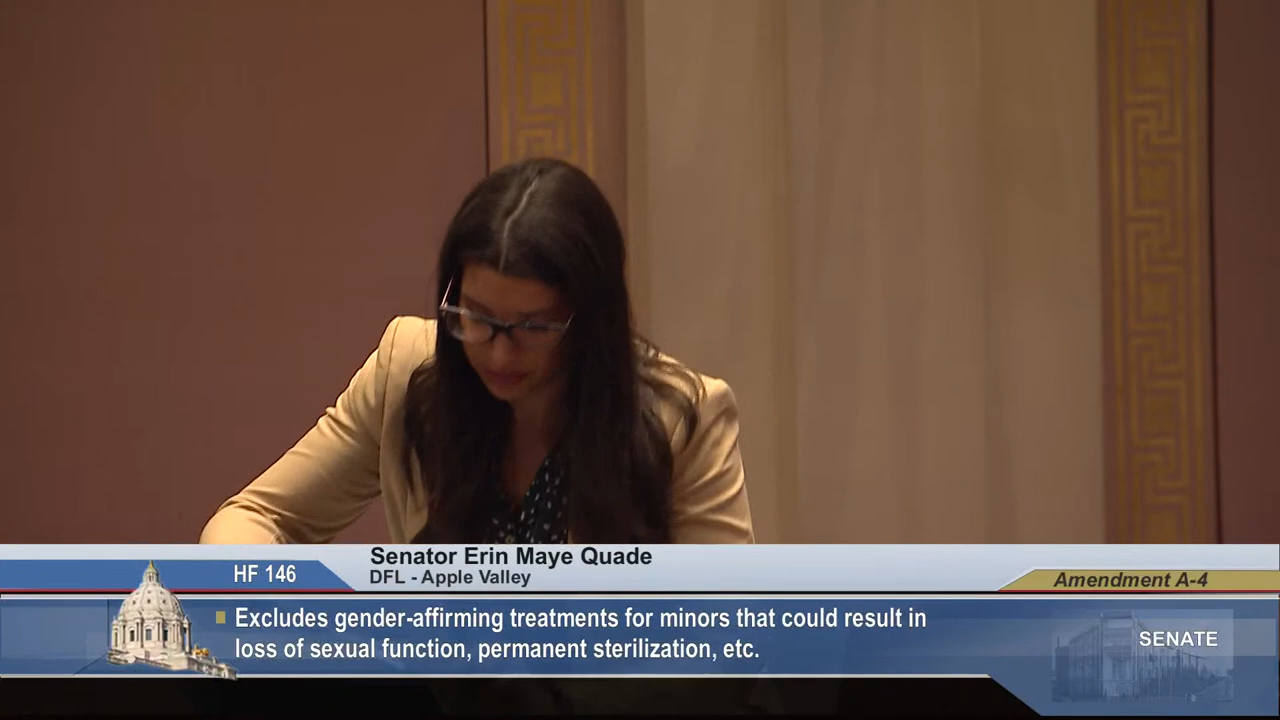 Senator Erin Maye Quade
HF 146
DFL - Apple Valley
Amendment A-4
Excludes gender-affirming treatments for minors that could result in
loss of sexual function, permanent sterilization, etc.
SENATE